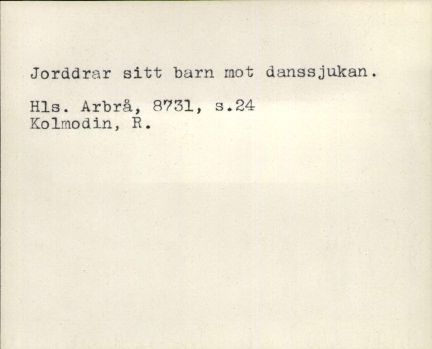 Jorddrar sitt barn mot danssjukan.
Hls. Arbrå, 8731, s.24
Kolmodin, R.